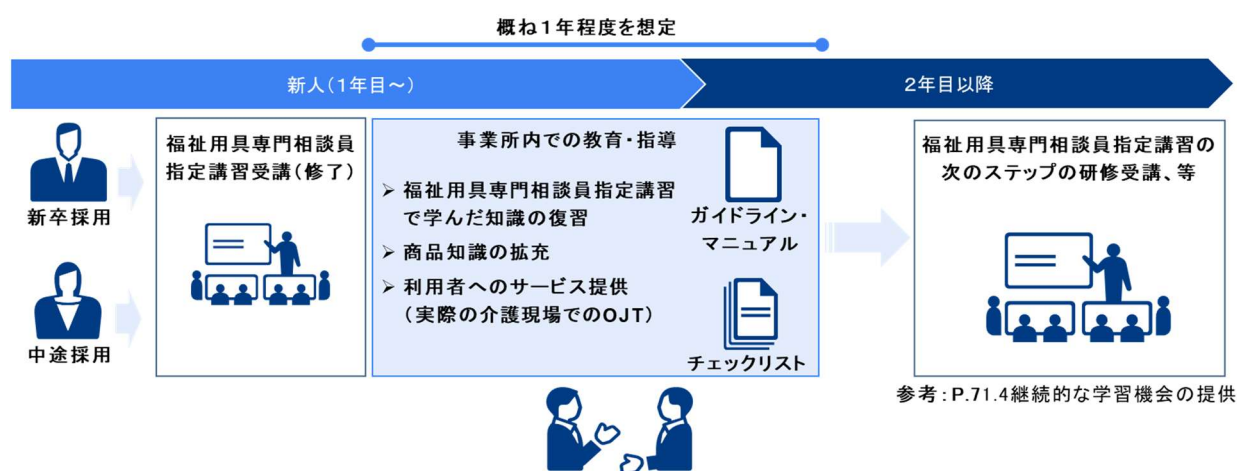 概ね1年程度を想定
新人(1年目～)
2年目以降
新卒採用
中途採用
福祉用具専門相談員
指定講習受講(修了)
事業所内での教育・指導
➢ 福祉用具専門相談員指定講習
で学んだ知識の復習
➢ 商品知識の拡充
➢ 利用者へのサービス提供
(実際の介護現場でのOJT)
ガイドライン・
マニュアル
チェックリスト
福祉用具専門相談員指定講習の
次のステップの研修受講、等
参考:P.71.4継続的な学習機会の提供